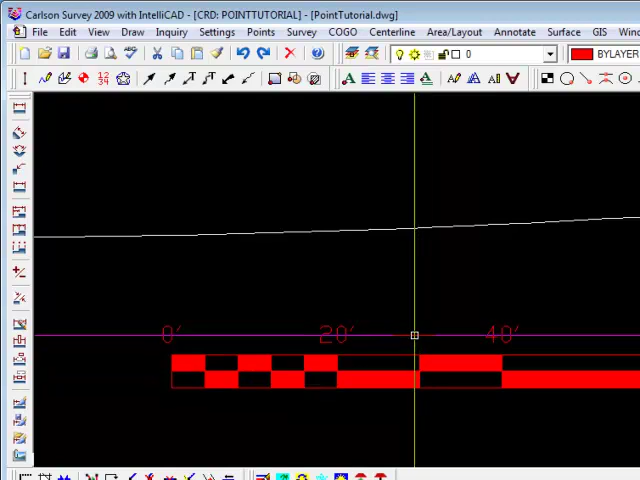 Carlson Survey 2009 with IntelliCAD - [CRD: POINTTUTORIAL] - [PointTutorial.dwg]
File Edit View Draw Inquiry Settings Points Survey COGO Centerline Area/Layout Annotate Surface GIS Wind
0 BYLAYER
0' 20' 40'